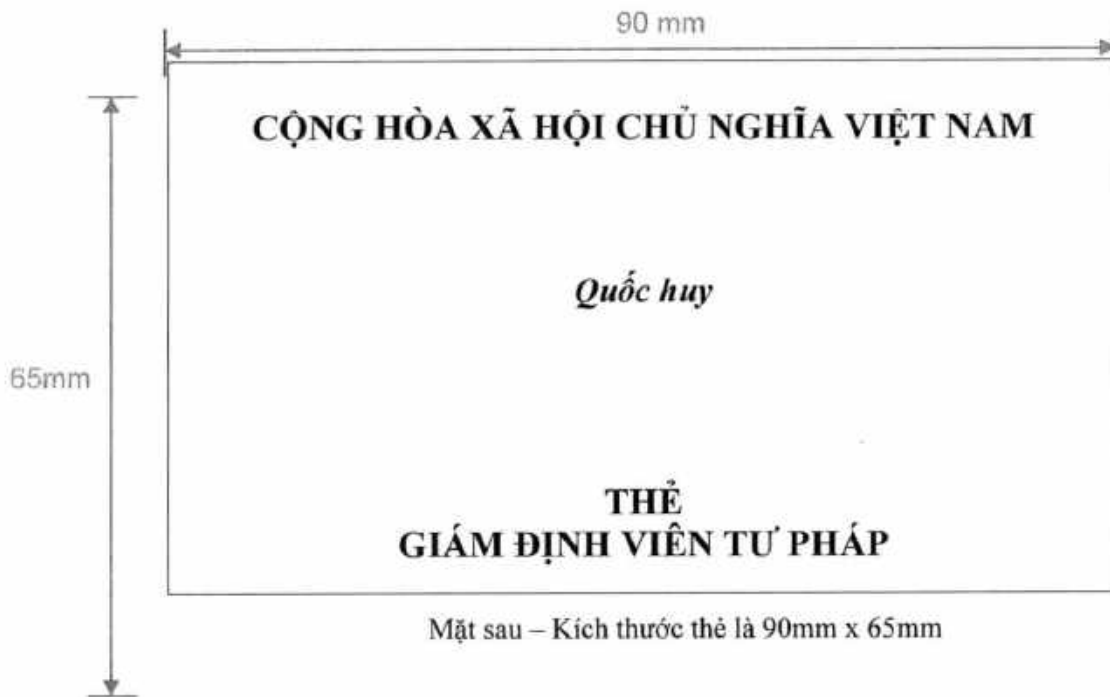 90 mm
CỘNG HÒA XÃ HỘI CHỦ NGHĨA VIỆT NAM
Quốc huy
65mm
THẺ
GIÁM ĐỊNH VIÊN TƯ PHÁP
Mặt sau – Kích thước thẻ là 90mm x 65mm